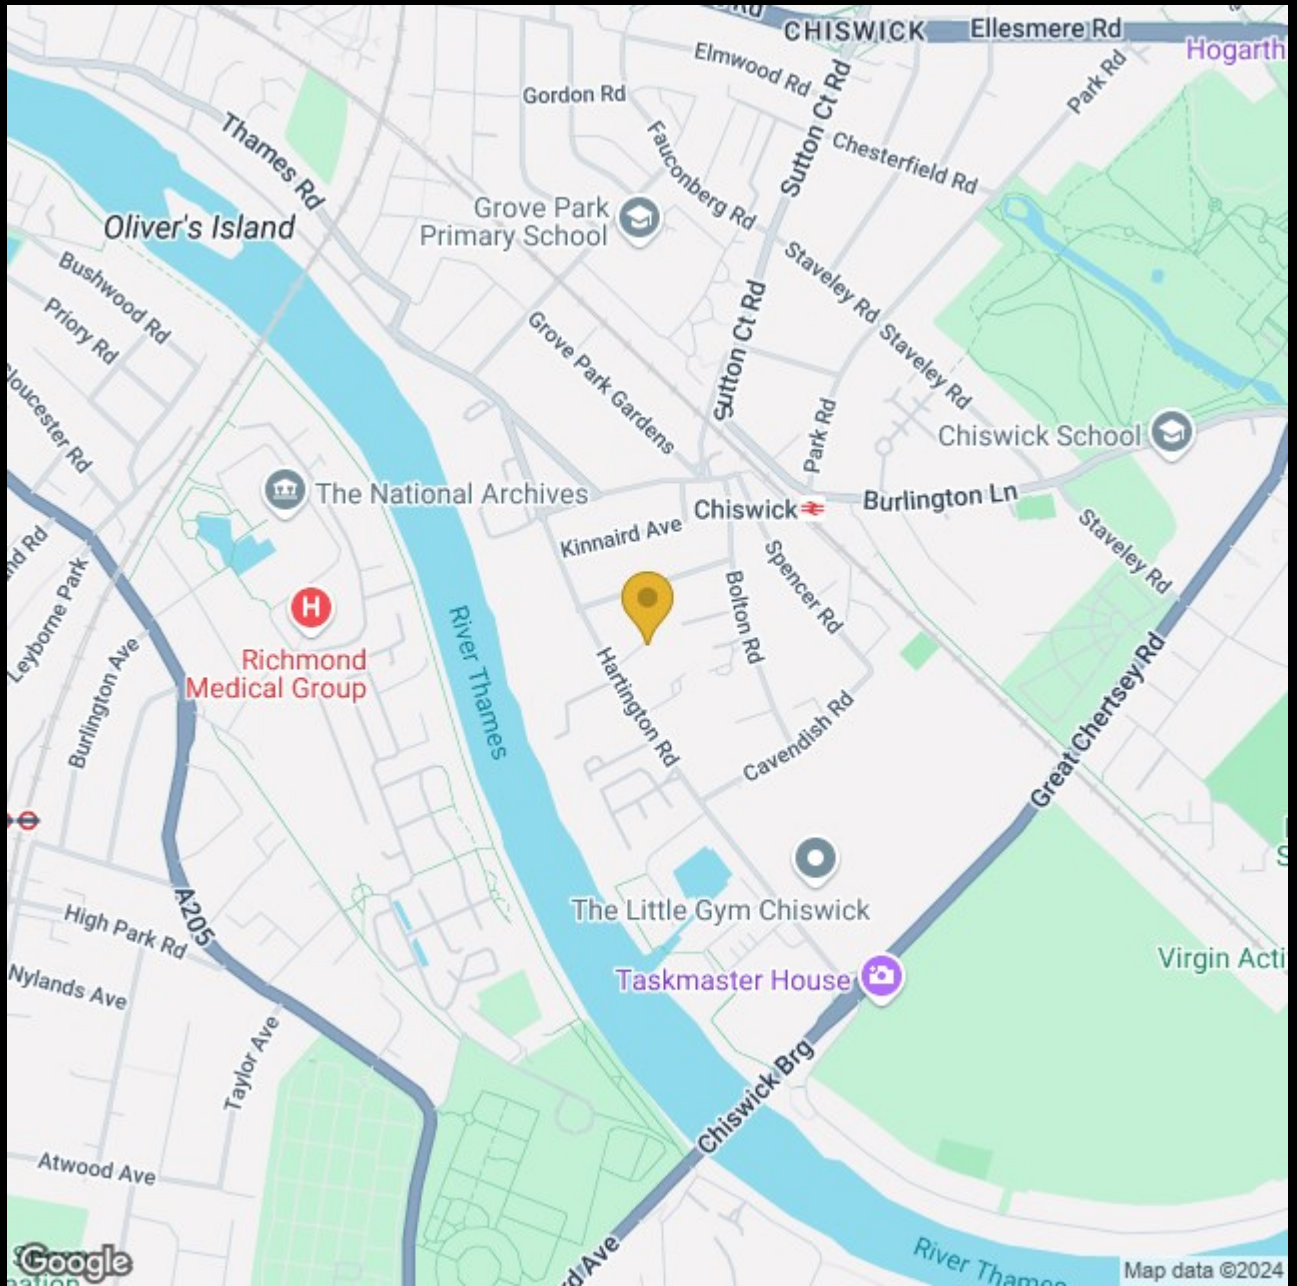 CHISWICK
Ellesmere Rd
Hogarth
Elmwood Rd
Gordon Rd
Park Rd
Thames Rd
Fauconberg Rd
Sutton Ct Rd
Chesterfield Rd
Oliver's Island
Grove Park
Primary School
Bushwood Rd
Priory Rd
Staveley Rd
Staveley Rd
Grove Park Gardens
Sutton Ct Rd
Park Rd
Chiswick School
The National Archives
Chiswick
Burlington Ln
Kinnaird Ave
Staveley Rd
Spencer Rd
Bolton Rd
Leyborne Park
Burlington Ave
Richmond
Medical Group
River Thames
Hartington Rd
Cavendish Rd
Great Chertsey Rd
A205
High Park Rd
The Little Gym Chiswick
Virgin Acti
Taskmaster House
Nylands Ave
Taylor Ave
Chiswick Brg
Atwood Ave
River Thames
Google
Map data ©2024